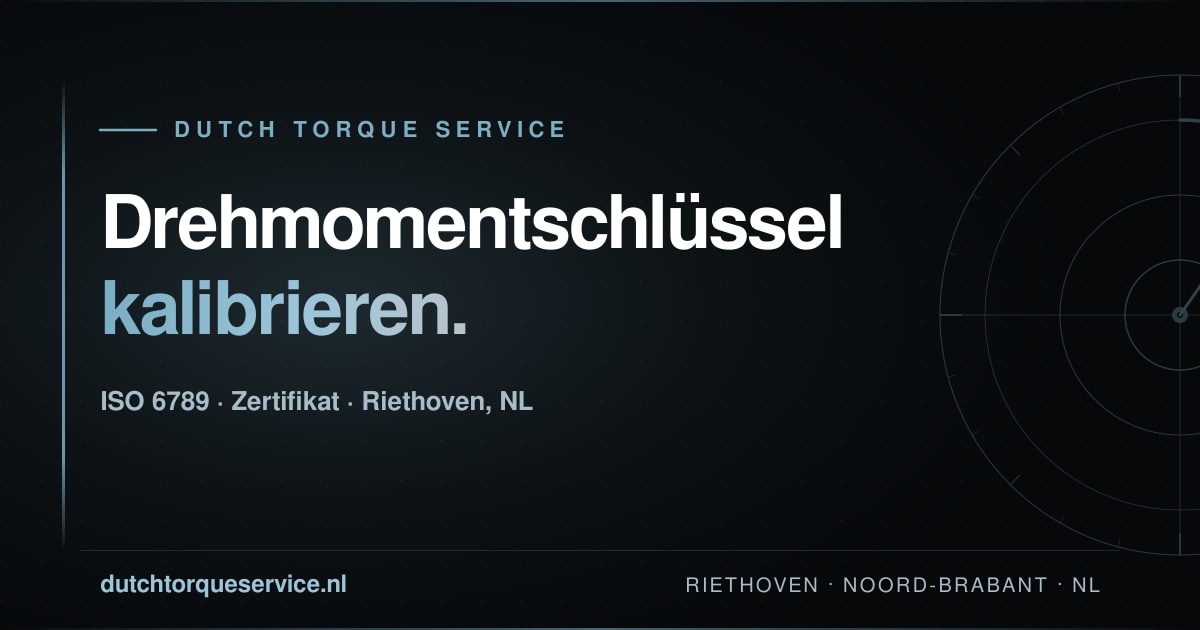 DUTCH TORQUE SERVICE
Drehmomentschlüssel
kalibrieren.
ISO 6789 · Zertifikat · Riethoven, NL
dutchtorqueservice.nl
RIETHOVEN · NOORD-BRABANT · NL